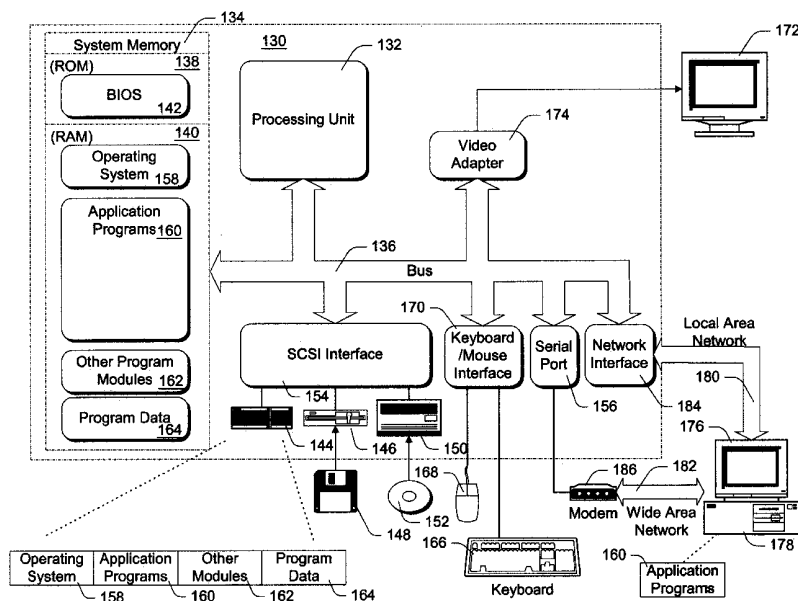 System Memory
134
(ROM)
138
BIOS
142
(RAM)
140
Operating
System
158
Application
Programs
160
Other Program
Modules
162
Program Data
164
130
132
Processing Unit
174
Video
Adapter
172
136
Bus
SCSI Interface
154
170
Keyboard
/Mouse
Interface
Serial
Port
156
Network
Interface
184
Local Area
Network
180
176
144
146
150
148
152
168
166
Keyboard
186
Modem
182
Wide Area
Network
178
160
Application
Programs
Operating
System
Application
Programs
Other
Modules
Program
Data
158
160
162
164